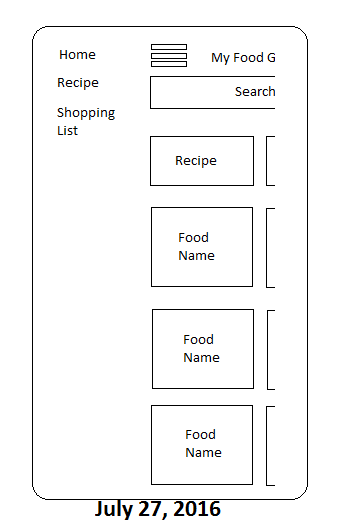 Home
My Food G
Recipe
Search
Shopping
List
Recipe
Food
Name
Food
Name
Food
Name
July 27, 2016